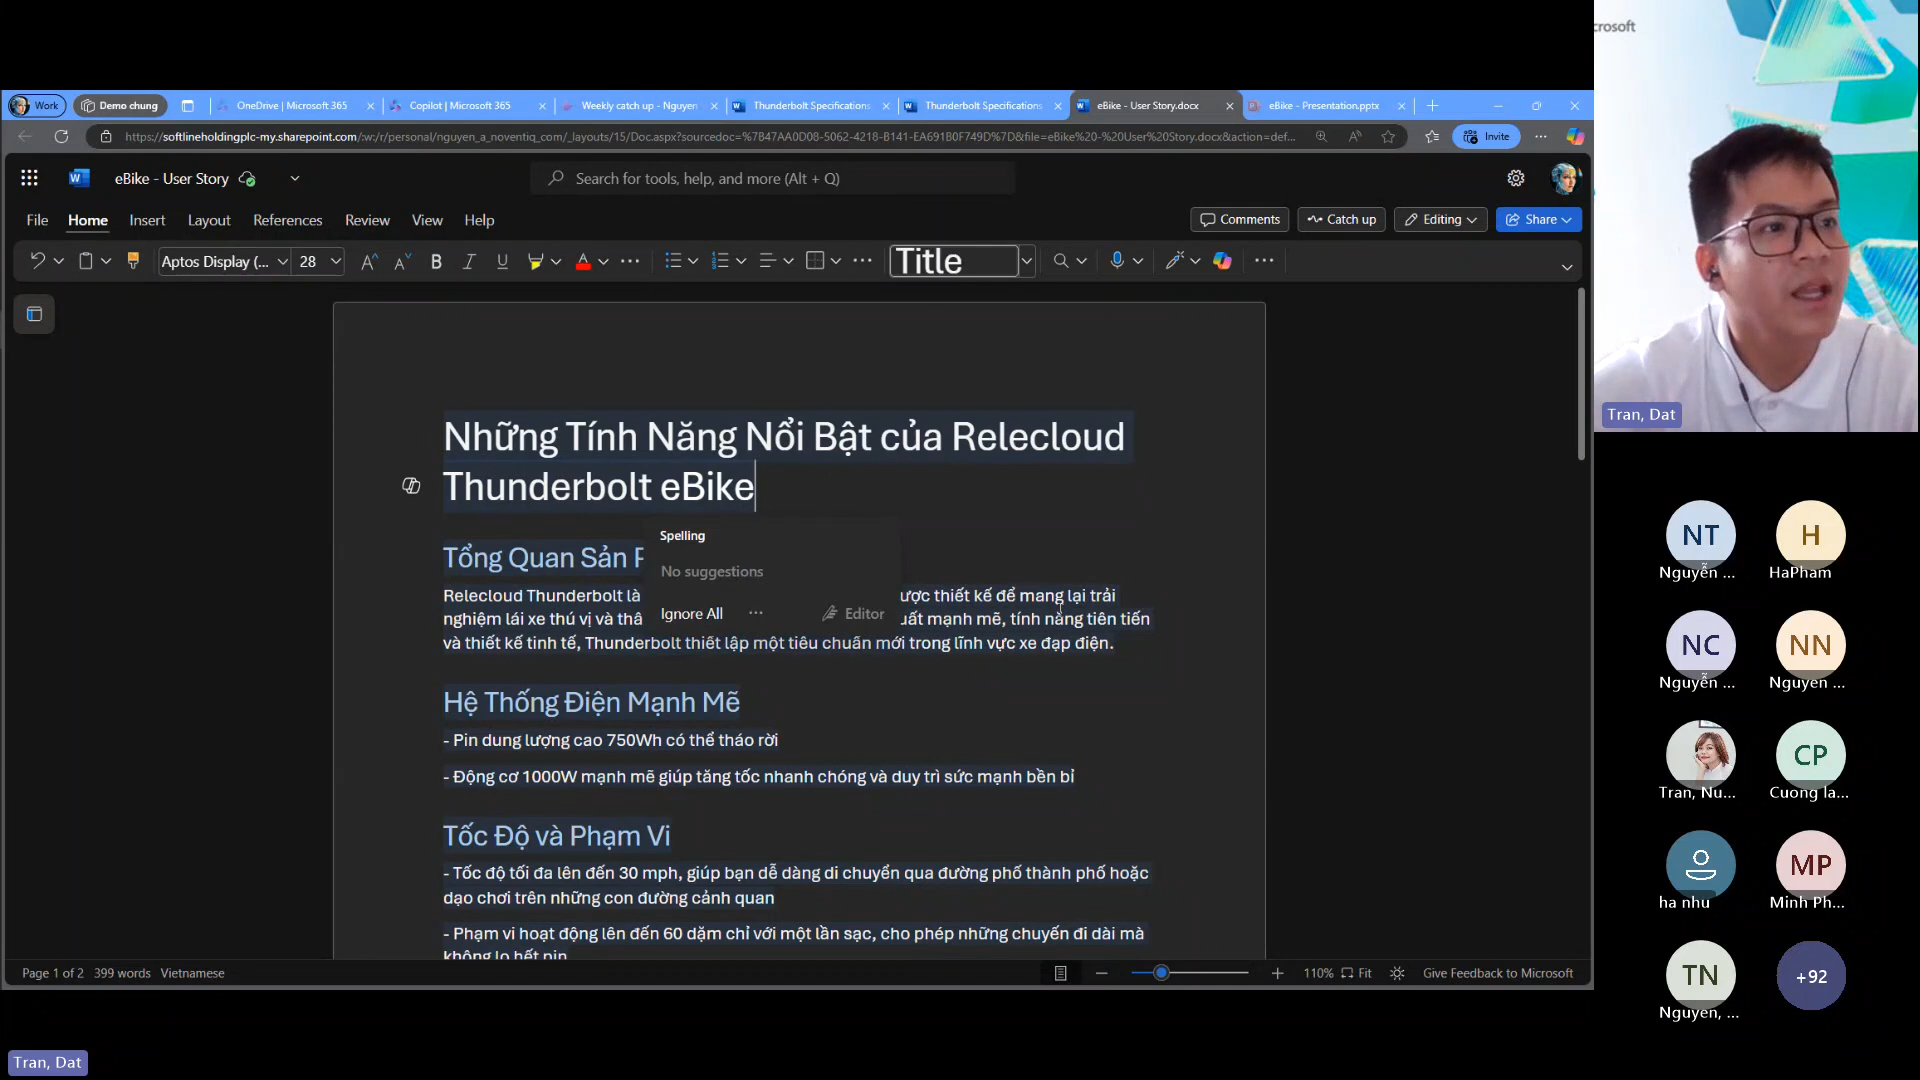 crosoft
Work
Demo chung
OneDrive | Microsoft 365
Copilot | Microsoft 365
Weekly catch up - Nguyen
Thunderbolt Specifications
Thunderbolt Specifications
eBike - User Story.docx
eBike - Presentation.pptx
https://softlineholdingplc-my.sharepoint.com/:w:/r/personal/nguyen_a_noventiq_com/_layouts/15/Doc.aspx?sourcedoc=%7B47AA0D08-5062-4218-B141-EA691B0F749D%7D&file=eBike%20-%20User%20Story.docx&action=def...
Invite
eBike - User Story
Search for tools, help, and more (Alt + Q)
File Home Insert Layout References Review View Help
Comments Catch up Editing Share
Aptos Display (... 28 Title
Những Tính Năng Nổi Bật của Relecloud
Thunderbolt eBike
Tổng Quan Sản P
Relecloud Thunderbolt là
ược thiết kế để mang lại trải
nghiệm lái xe thú vị và thâ
uất mạnh mẽ, tính năng tiên tiến
và thiết kế tinh tế, Thunderbolt thiết lập một tiêu chuẩn mới trong lĩnh vực xe đạp điện.
Spelling
No suggestions
Ignore All
Editor
Hệ Thống Điện Mạnh Mẽ
- Pin dung lượng cao 750Wh có thể tháo rời
- Động cơ 1000W mạnh mẽ giúp tăng tốc nhanh chóng và duy trì sức mạnh bền bỉ
Tốc Độ và Phạm Vi
- Tốc độ tối đa lên đến 30 mph, giúp bạn dễ dàng di chuyển qua đường phố thành phố hoặc
dạo chơi trên những con đường cảnh quan
- Phạm vi hoạt động lên đến 60 dặm chỉ với một lần sạc, cho phép những chuyến đi dài mà
không lo hết pin
Page 1 of 2 399 words Vietnamese
110% Fit Give Feedback to Microsoft
Tran, Dat
NT
Nguyễn ...
H
HaPham
NC
Nguyễn ...
NN
Nguyen ...
Tran, Nu...
CP
Cuong la...
ha nhu
MP
Minh Ph...
TN
Nguyen, ...
+92
Tran, Dat